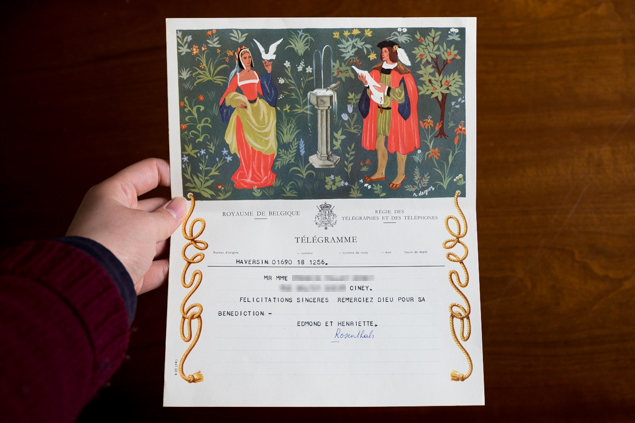 ROYAUME DE BELGIQUE
RÉGIE DES
TÉLÉGRAPHES ET DES TÉLÉPHONES
TÉLÉGRAMME
MAVERSIN 01690 18 1256.
MR MME
CINEY.
FELICITATIONS SINCERES REMERCIEZ DIEU POUR SA
BENEDICTION -
EDMOND ET HENRIETTE.